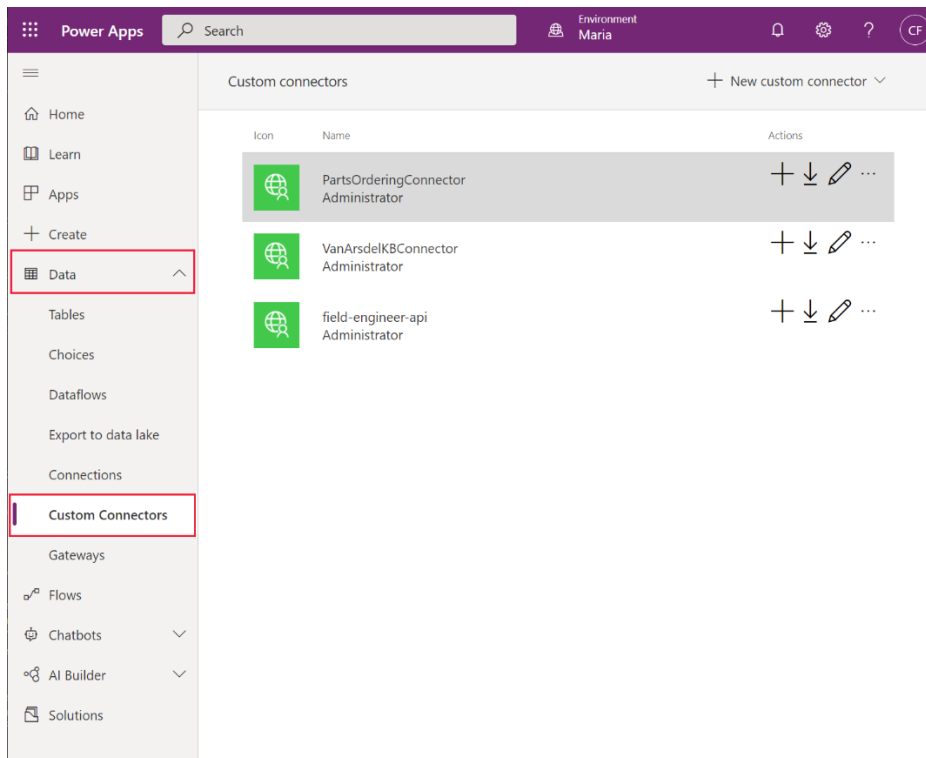 Power Apps
Search
Environment
Maria
?
CF
Custom connectors
New custom connector
Home
Learn
Apps
Create
Data
Tables
Choices
Dataflows
Export to data lake
Connections
Custom Connectors
Gateways
Flows
Chatbots
AI Builder
Solutions
Icon Name Actions
PartsOrderingConnector
Administrator
...
VanArsdelKBConnector
Administrator
...
field-engineer-api
Administrator
...